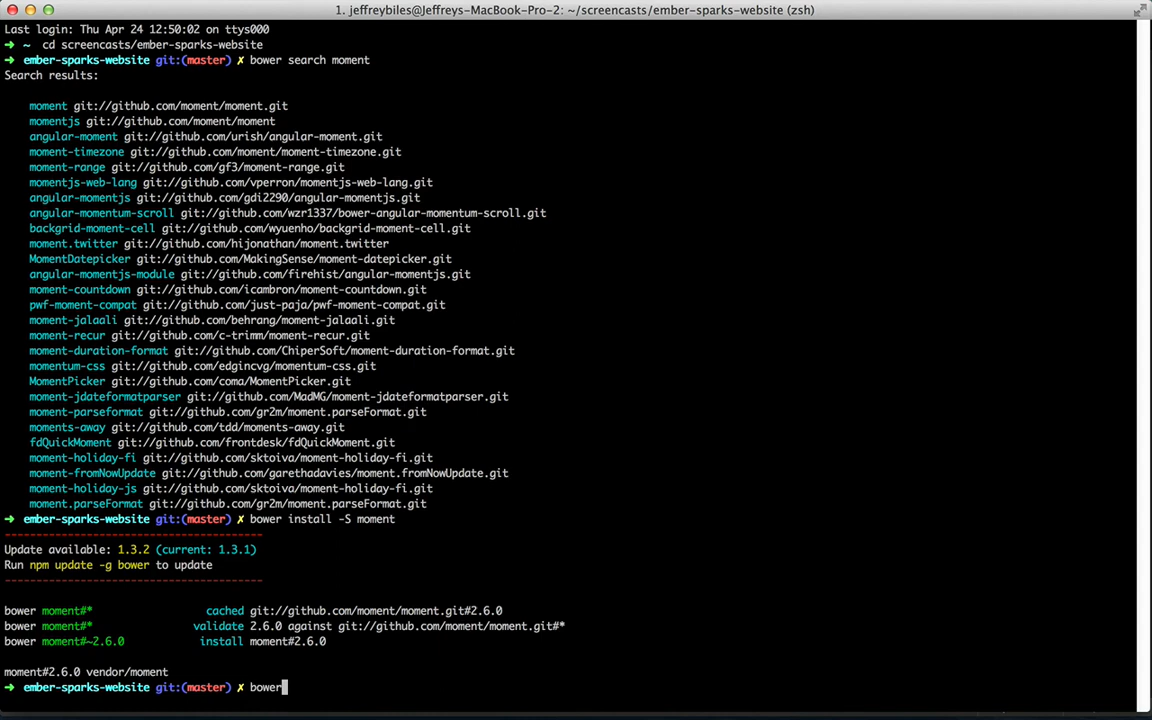 1. jeffreybiles@Jeffreys-MacBook-Pro-2: ~/screencasts/ember-sparks-website (zsh)
Last login: Thu Apr 24 12:50:02 on ttys000
➜  ~  cd screencasts/ember-sparks-website
➜  ember-sparks-website git:(master) ✗ bower search moment
Search results:
moment git://github.com/moment/moment.git
momentjs git://github.com/moment/moment
angular-moment git://github.com/urish/angular-moment.git
moment-timezone git://github.com/moment/moment-timezone.git
moment-range git://github.com/gf3/moment-range.git
momentjs-web-lang git://github.com/vperron/momentjs-web-lang.git
angular-momentjs git://github.com/gdi2290/angular-momentjs.git
angular-momentum-scroll git://github.com/wzr1337/bower-angular-momentum-scroll.git
backgrid-moment-cell git://github.com/wyuenho/backgrid-moment-cell.git
moment.twitter git://github.com/hijonathan/moment.twitter
MomentDatepicker git://github.com/MakingSense/moment-datepicker.git
angular-momentjs-module git://github.com/firehist/angular-momentjs.git
moment-countdown git://github.com/icambron/moment-countdown.git
pwf-moment-compat git://github.com/just-paja/pwf-moment-compat.git
moment-jalaali git://github.com/behrang/moment-jalaali.git
moment-recur git://github.com/c-trimm/moment-recur.git
moment-duration-format git://github.com/ChiperSoft/moment-duration-format.git
momentum-css git://github.com/edgincvg/momentum-css.git
MomentPicker git://github.com/coma/MomentPicker.git
moment-jdateformatparser git://github.com/MadMG/moment-jdateformatparser.git
moment-parseformat git://github.com/gr2m/moment.parseFormat.git
moments-away git://github.com/tdd/moments-away.git
fdQuickMoment git://github.com/frontdesk/fdQuickMoment.git
moment-holiday-fi git://github.com/sktoiva/moment-holiday-fi.git
moment-fromNowUpdate git://github.com/garethadavies/moment.fromNowUpdate.git
moment-holiday-js git://github.com/sktoiva/moment-holiday-fi.git
moment.parseFormat git://github.com/gr2m/moment.parseFormat.git
➜  ember-sparks-website git:(master) ✗ bower install -S moment
-----------------------------------------
Update available: 1.3.2 (current: 1.3.1)
Run npm update -g bower to update
-----------------------------------------
bower moment#* cached git://github.com/moment/moment.git#2.6.0
bower moment#* validate 2.6.0 against git://github.com/moment/moment.git#*
bower moment#~2.6.0 install moment#2.6.0
moment#2.6.0 vendor/moment
➜  ember-sparks-website git:(master) ✗ bower